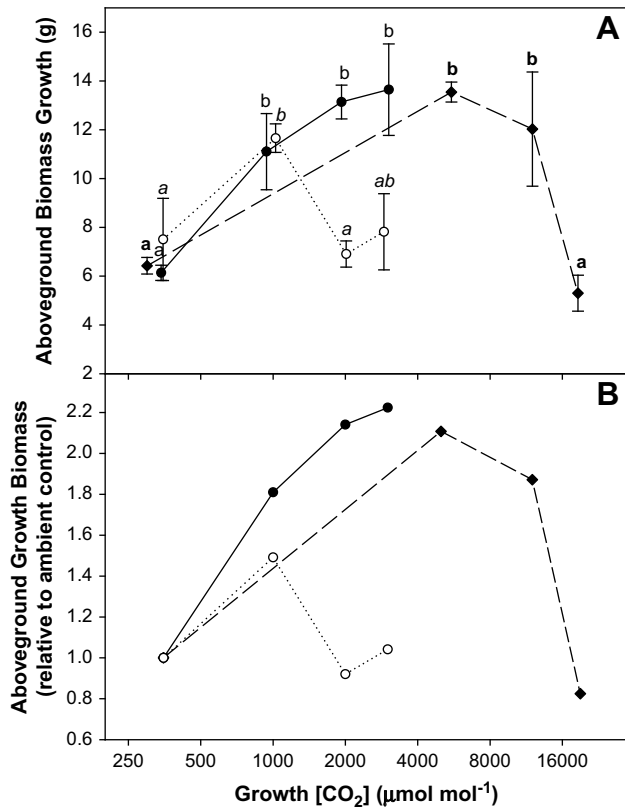 A
Aboveground Biomass Growth (g)
16
14
12
10
8
6
4
2
a
a
a
b
b
b
a
b
ab
b
b
a
B
Aboveground Growth Biomass
(relative to ambient control)
2.2
2.0
1.8
1.6
1.4
1.2
1.0
0.8
0.6
250 500 1000 2000 4000 8000 16000
Growth [CO₂] (μmol mol⁻¹)